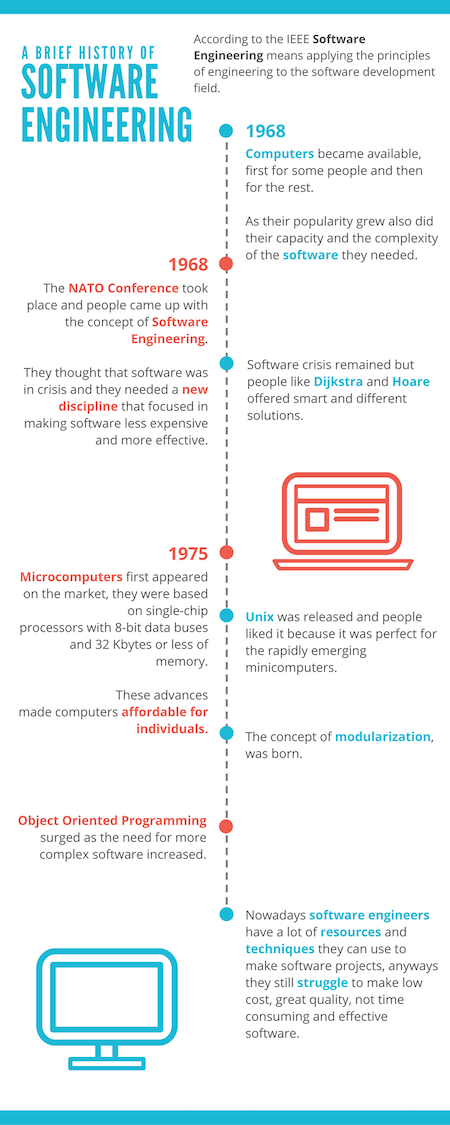 A BRIEF HISTORY OF
SOFTWARE
ENGINEERING
According to the IEEE Software
Engineering means applying the principles
of engineering to the software development
field.
1968
Computers became available,
first for some people and then
for the rest.
As their popularity grew also did
their capacity and the complexity
of the software they needed.
1968
The NATO Conference took
place and people came up with
the concept of Software
Engineering.
They thought that software was
in crisis and they needed a new
discipline that focused in
making software less expensive
and more effective.
Software crisis remained but
people like Dijkstra and Hoare
offered smart and different
solutions.
1975
Microcomputers first appeared
on the market, they were based
on single-chip
processors with 8-bit data buses
and 32 Kbytes or less of
memory.
These advances
made computers affordable for
individuals.
Unix was released and people
liked it because it was perfect for
the rapidly emerging
minicomputers.
The concept of modularization,
was born.
Object Oriented Programming
surged as the need for more
complex software increased.
Nowadays software engineers
have a lot of resources and
techniques they can use to
make software projects, anyways
they still struggle to make low
cost, great quality, not time
consuming and effective
software.